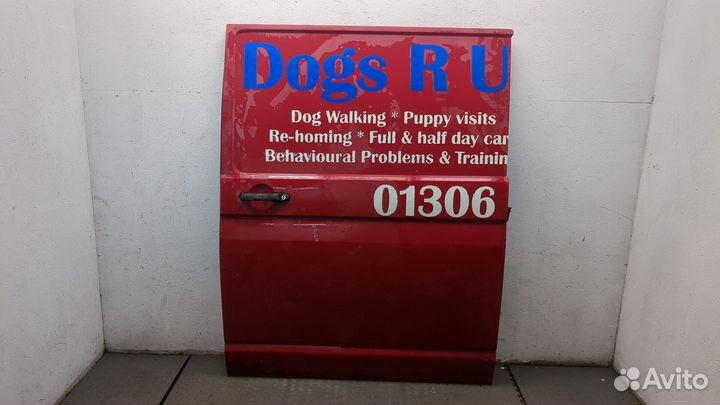 Dogs R U
Dog Walking * Puppy visits
Re-homing * Full & half day car
Behavioural Problems & Trainin
01306
Avito